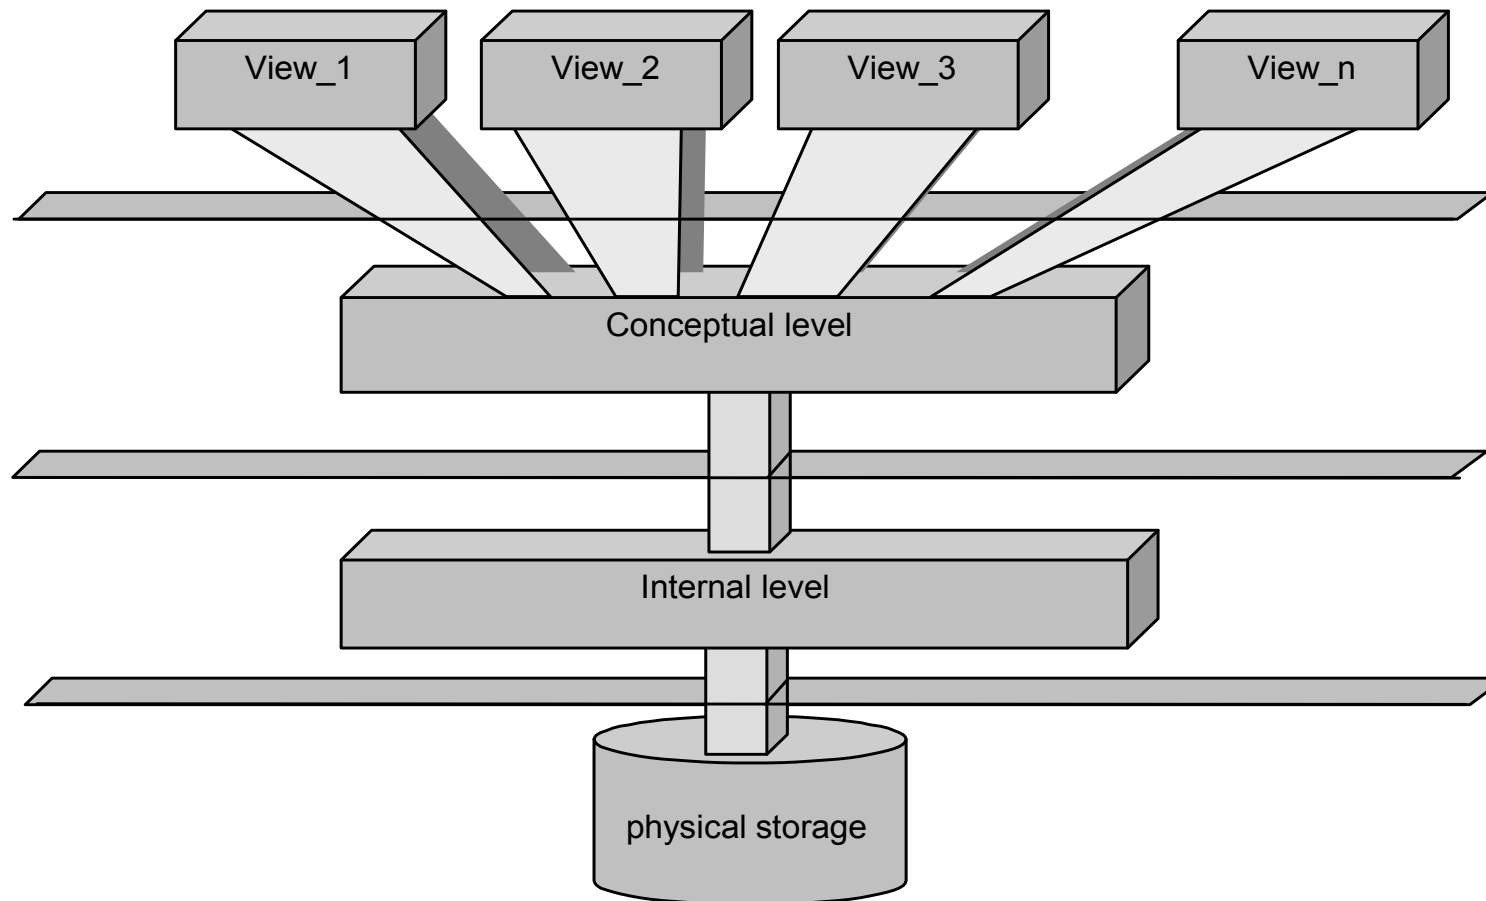 View_1
View_2
View_3
View_n
Conceptual level
Internal level
physical storage